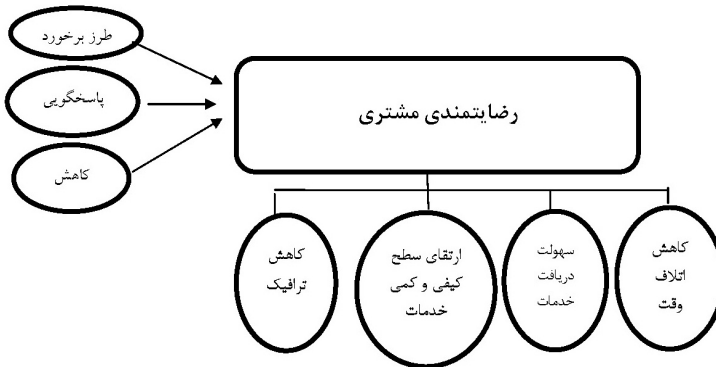 طرز برخورد
پاسخگویی
کاهش
رضایتمندی مشتری
کاهش
اتلاف
وقت
سهولت
دریافت
خدمات
ارتقای سطح
کیفی و کمی
خدمات
کاهش
ترافیک